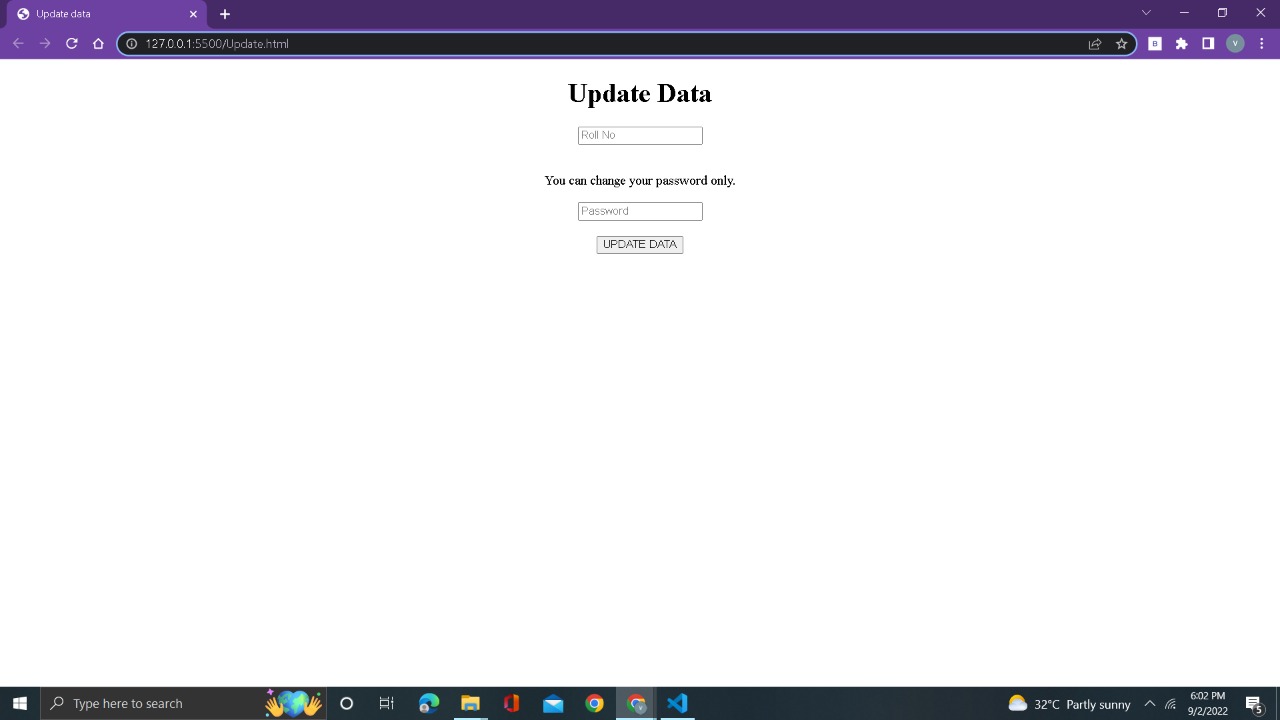 Update data
127.0.0.1:5500/Update.html
B
V
Update Data
Roll No
You can change your password only.
Password
UPDATE DATA
Type here to search
32°C Partly sunny
6:02 PM
9/2/2022
5